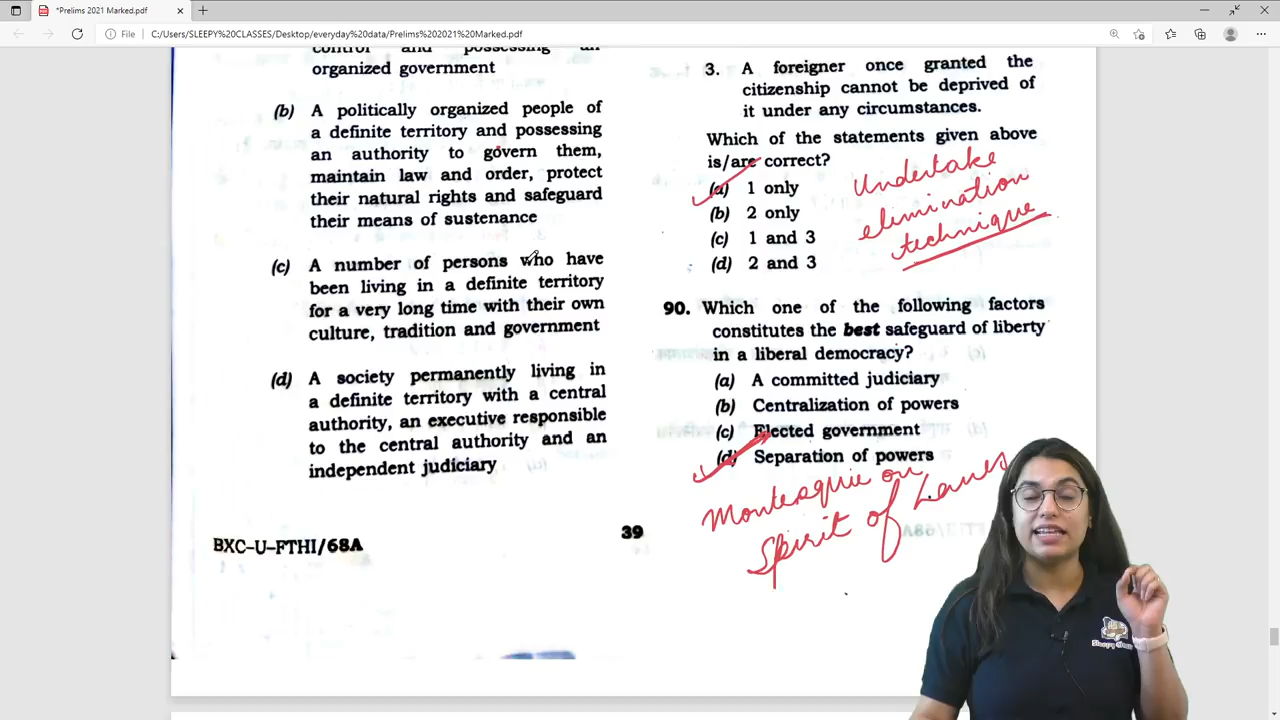 *Prelims 2021 Marked.pdf
File
C:/Users/SLEEPY%20CLASSES/Desktop/everyday%20data/Prelims%202021%20Marked.pdf
control and possessing an
organized government
(b) A politically organized people of
a definite territory and possessing
an authority to govern them,
maintain law and order, protect
their natural rights and safeguard
their means of sustenance
(c) A number of persons who have
been living in a definite territory
for a very long time with their own
culture, tradition and government
(d) A society permanently living in
a definite territory with a central
authority, an executive responsible
to the central authority and an
independent judiciary
BXC-U-FTHI/68A
39
3. A foreigner once granted the
citizenship cannot be deprived of
it under any circumstances.
Which of the statements given above
is/are correct?
(a) 1 only
(b) 2 only
(c) 1 and 3
(d) 2 and 3
Undertake
elimination
technique
90. Which one of the following factors
constitutes the best safeguard of liberty
in a liberal democracy?
(a) A committed judiciary
(b) Centralization of powers
(c) Elected government
(d) Separation of powers
Montesquie on
Spirit of Lawes